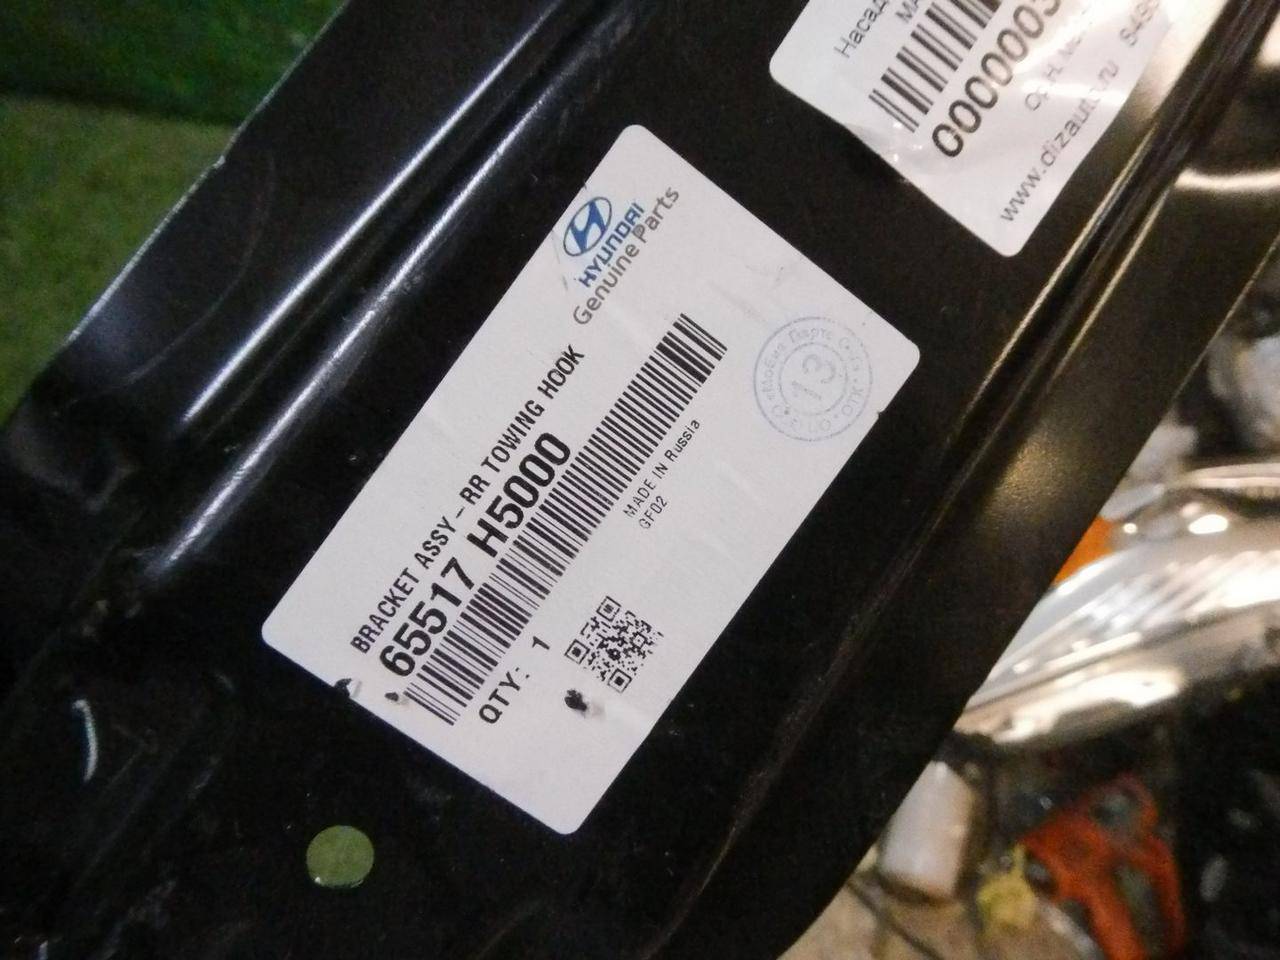 HYUNDAI
Genuine Parts
BRACKET ASSY-RR TOWING HOOK
65517 H5000
MADE IN Russia
GF02
QTY: 1
13
ОТК
www.dizauto.ru